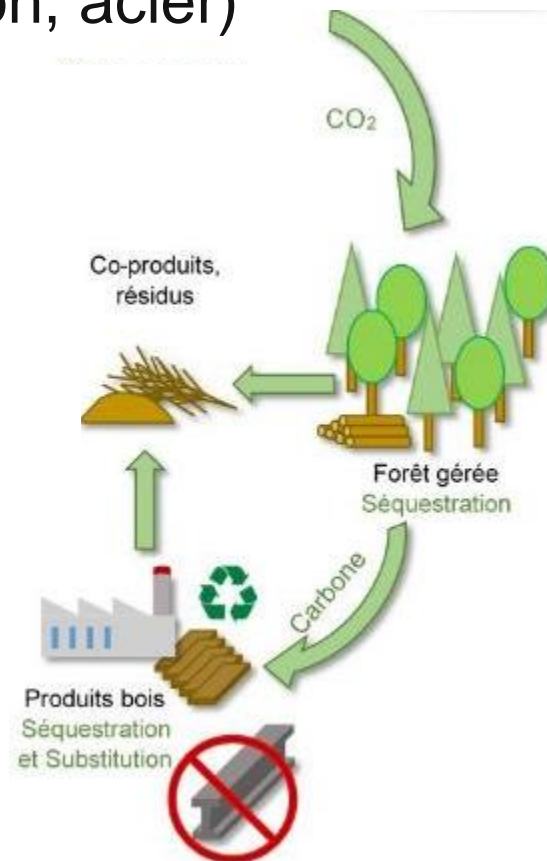 on, acier)
CO₂
Co-produits,
résidus
Forêt gérée
Séquestration
Carbone
Produits bois
Séquestration
et Substitution